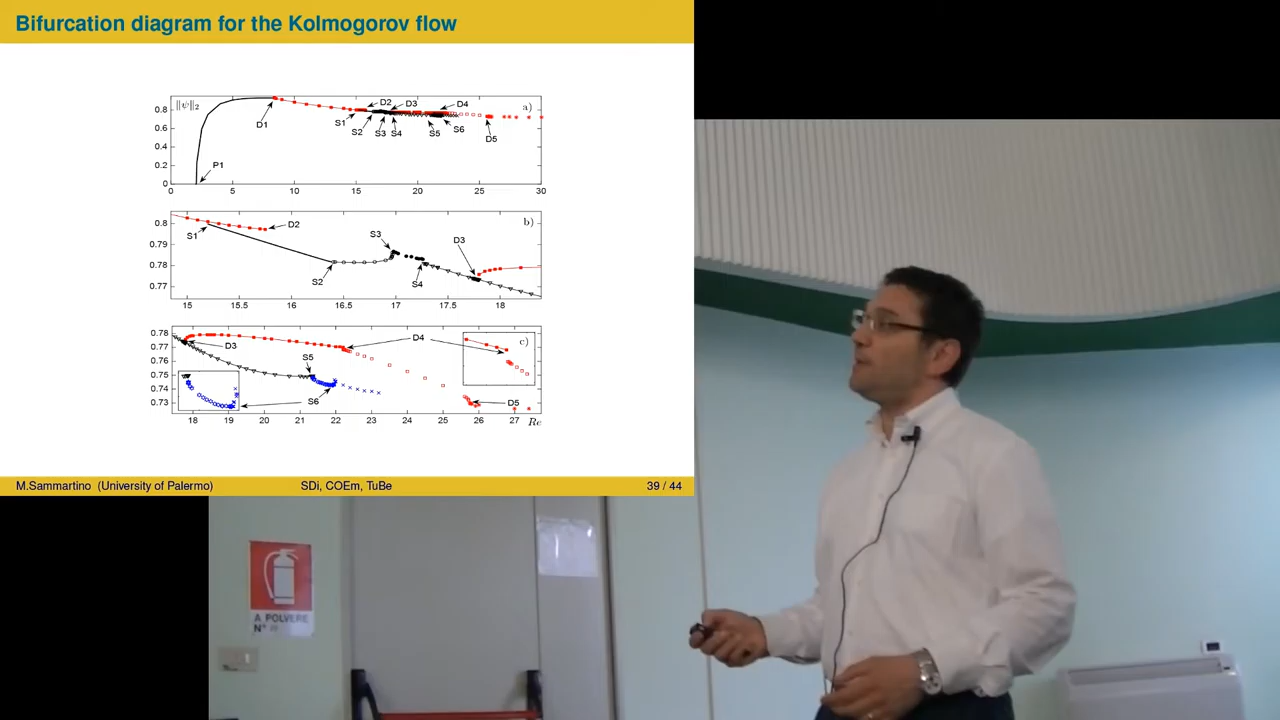 Bifurcation diagram for the Kolmogorov flow
‖ψ‖₂
a)
0.8
0.6
0.4
0.2
0
D1
P1
D2
D3
D4
S1
S2
S3
S4
S5
S6
D5
0
5
10
15
20
25
30
b)
0.8
0.79
0.78
0.77
S1
D2
S2
S3
S4
D3
15
15.5
16
16.5
17
17.5
18
c)
0.78
0.77
0.76
0.75
0.74
0.73
D3
S5
D4
S6
D5
18
19
20
21
22
23
24
25
26
27
Re
M.Sammartino (University of Palermo)
SDi, COEm, TuBe
39 / 44
A POLVERE
N°